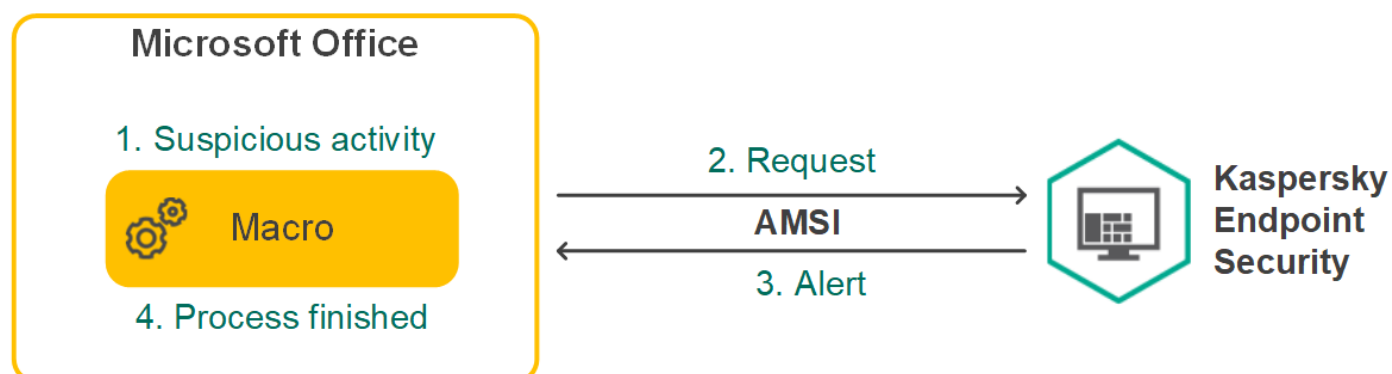 Microsoft Office
1. Suspicious activity
Macro
4. Process finished
2. Request
AMSI
3. Alert
Kaspersky
Endpoint
Security